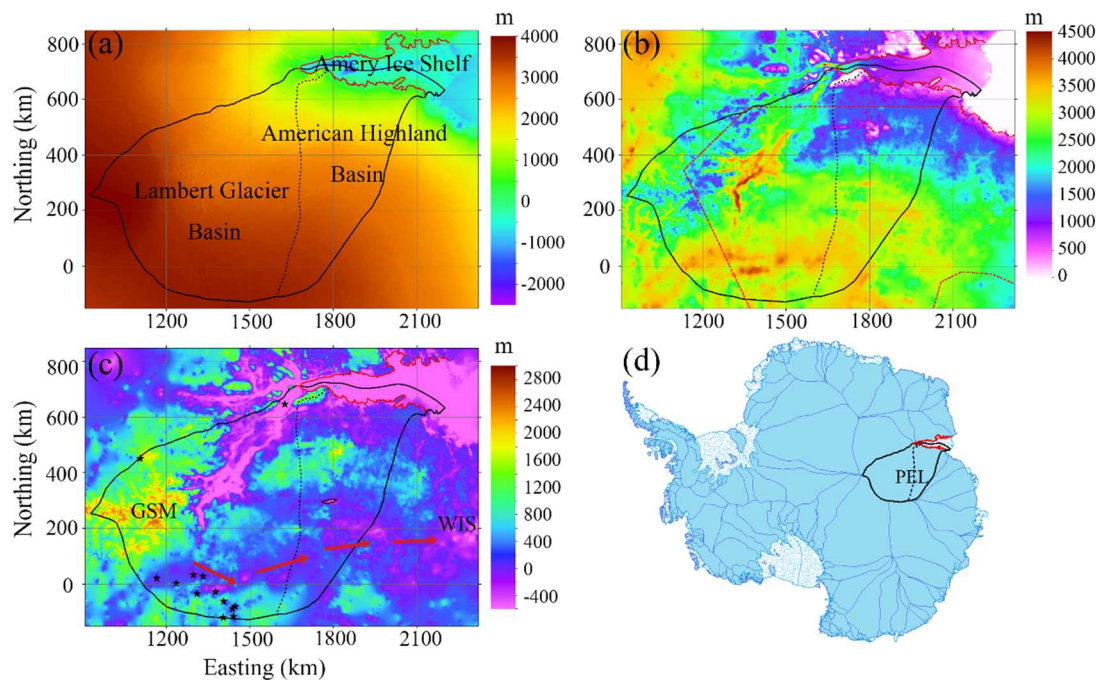 m
(a)
800
Amery Ice Shelf
4000
3000
Northing (km)
600
2000
American Highland
400
Basin
1000
Lambert Glacier
200
0
Basin
-1000
0
-2000
1200
1500
1800
2100
m
(b)
800
4500
4000
600
3500
3000
400
2500
2000
200
1500
1000
0
500
0
1200
1500
1800
2100
m
(c)
800
2800
Northing (km)
600
2400
2000
400
1600
GSM
WIS
1200
200
800
400
0
0
-400
1200
1500
1800
2100
Easting (km)
(d)
PEL